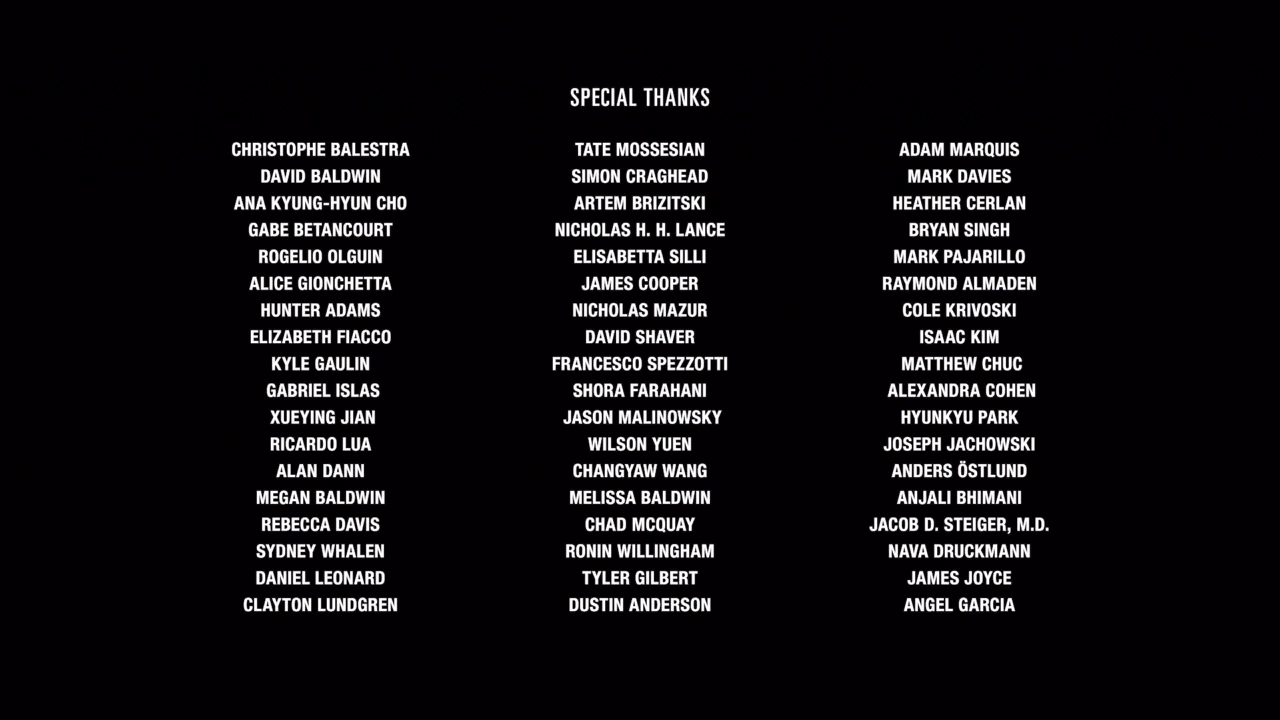 SPECIAL THANKS
CHRISTOPHE BALESTRA
DAVID BALDWIN
ANA KYUNG-HYUN CHO
GABE BETANCOURT
ROGELIO OLGUIN
ALICE GIONCHETTA
HUNTER ADAMS
ELIZABETH FIACCO
KYLE GAULIN
GABRIEL ISLAS
XUEYING JIAN
RICARDO LUA
ALAN DANN
MEGAN BALDWIN
REBECCA DAVIS
SYDNEY WHALEN
DANIEL LEONARD
CLAYTON LUNDGREN
TATE MOSSESIAN
SIMON CRAGHEAD
ARTEM BRIZITSKI
NICHOLAS H. H. LANCE
ELISABETTA SILLI
JAMES COOPER
NICHOLAS MAZUR
DAVID SHAVER
FRANCESCO SPEZZOTTI
SHORA FARAHANI
JASON MALINOWSKY
WILSON YUEN
CHANGYAW WANG
MELISSA BALDWIN
CHAD MCQUAY
RONIN WILLINGHAM
TYLER GILBERT
DUSTIN ANDERSON
ADAM MARQUIS
MARK DAVIES
HEATHER CERLAN
BRYAN SINGH
MARK PAJARILLO
RAYMOND ALMADEN
COLE KRIVOSKI
ISAAC KIM
MATTHEW CHUC
ALEXANDRA COHEN
HYUNKYU PARK
JOSEPH JACHOWSKI
ANDERS ÖSTLUND
ANJALI BHIMANI
JACOB D. STEIGER, M.D.
NAVA DRUCKMANN
JAMES JOYCE
ANGEL GARCIA